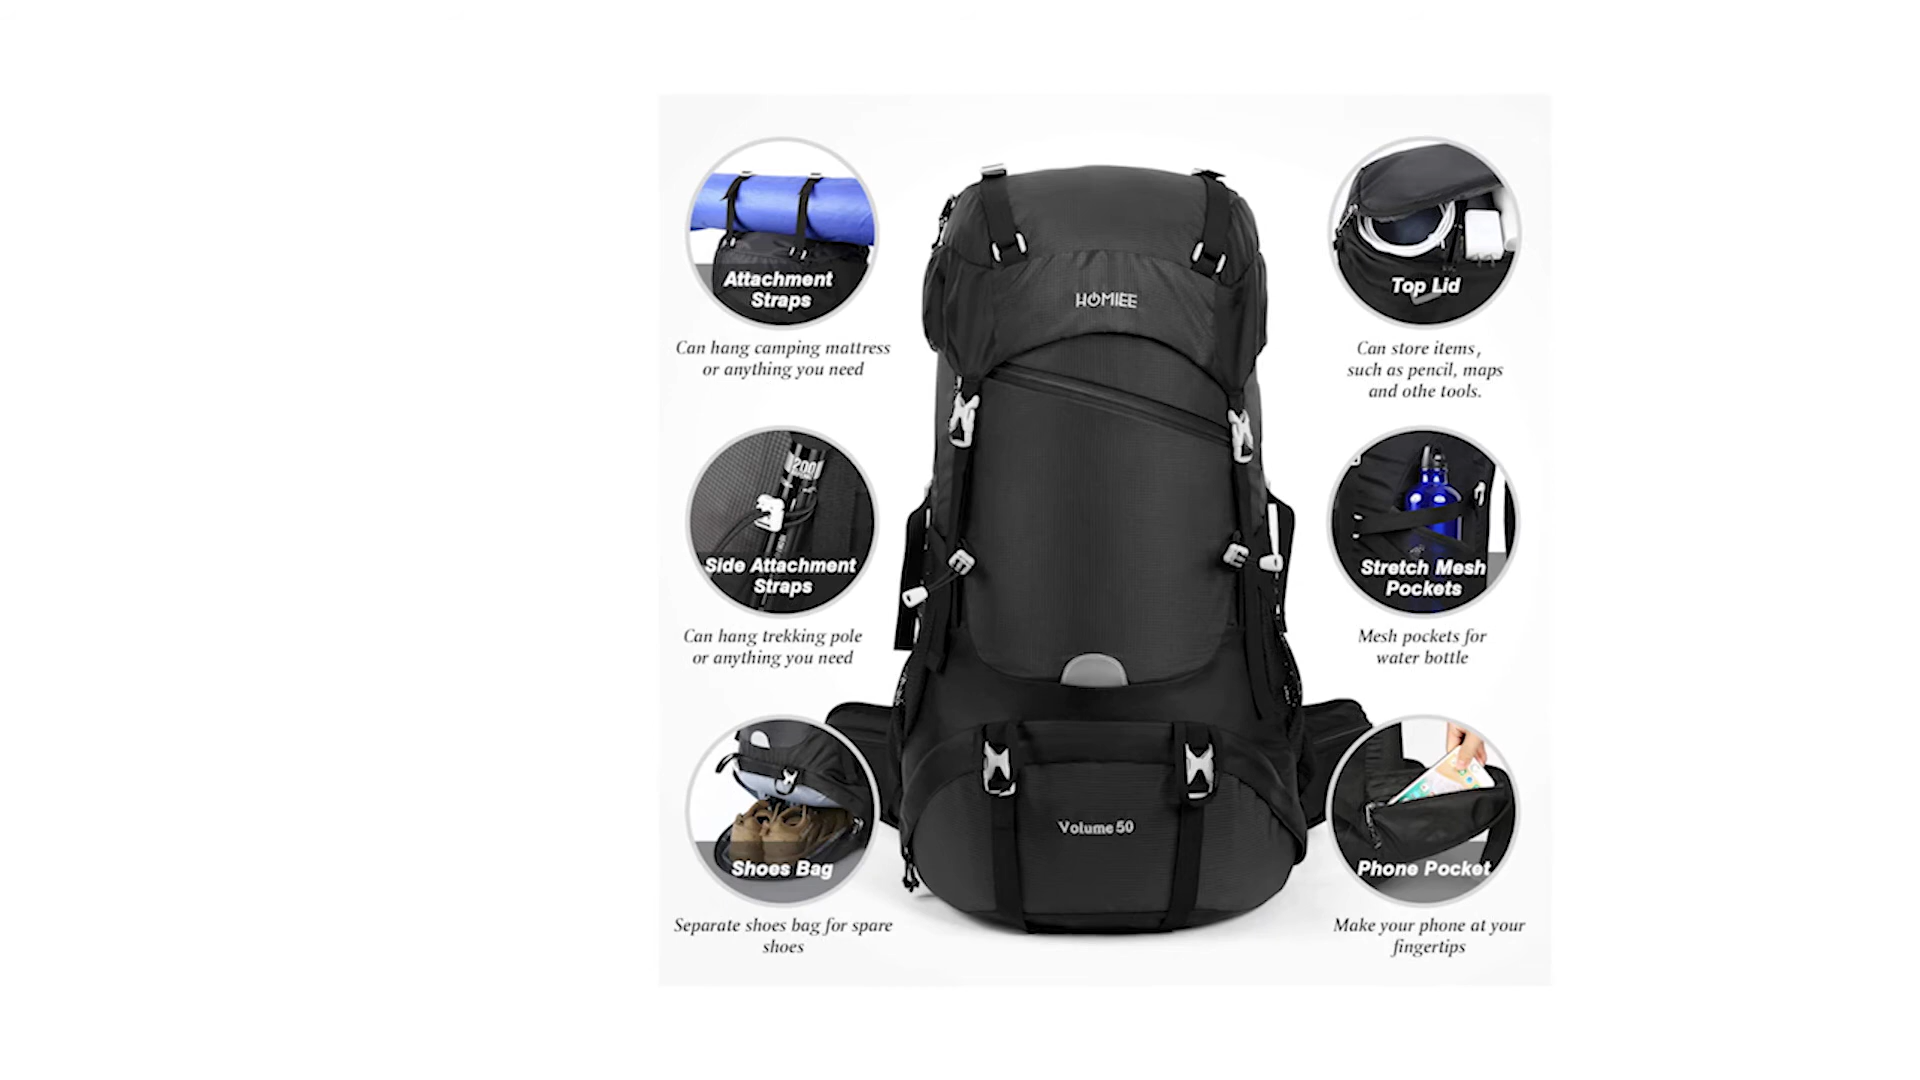 HOMIEE
Volume 50
Attachment
Straps
Can hang camping mattress
or anything you need
200
Side Attachment
Straps
Can hang trekking pole
or anything you need
Shoes Bag
Separate shoes bag for spare
shoes
Top Lid
Can store items,
such as pencil, maps
and othe tools.
Stretch Mesh
Pockets
Mesh pockets for
water bottle
Phone Pocket
Make your phone at your
fingertips